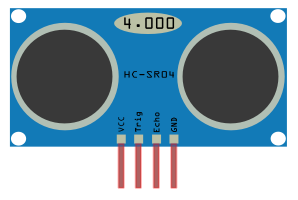 4.000
HC-SR04
VCC
Trig
Echo
GND